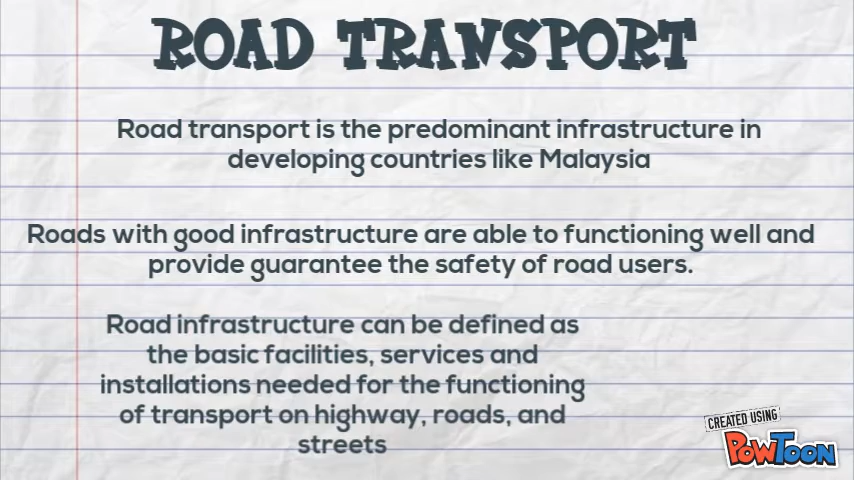 ROAD TRANSPORT
Road transport is the predominant infrastructure in
developing countries like Malaysia
Roads with good infrastructure are able to functioning well and
provide guarantee the safety of road users.
Road infrastructure can be defined as
the basic facilities, services and
installations needed for the functioning
of transport on highway, roads, and
streets
CREATED USING
POWTOON